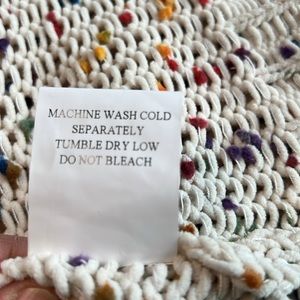 MACHINE WASH COLD
SEPARATELY
TUMBLE DRY LOW
DO NOT BLEACH